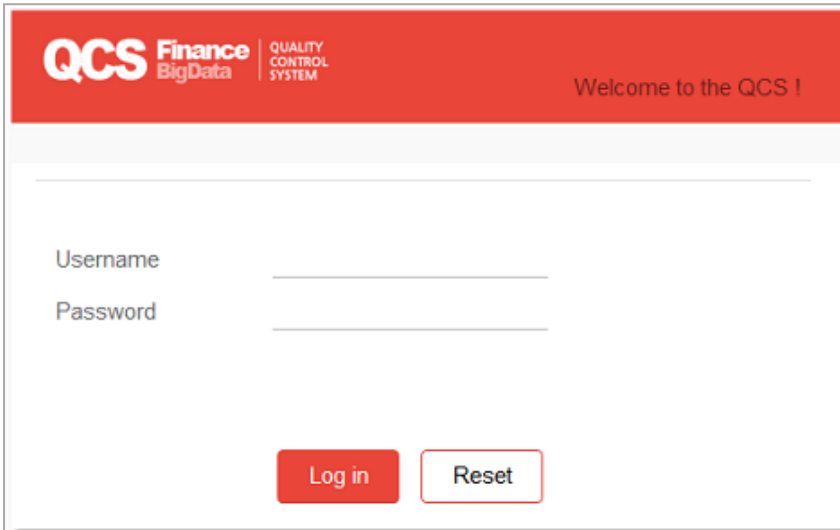 QCS Finance BigData QUALITY CONTROL SYSTEM
Welcome to the QCS !
Username
Password
Log in Reset